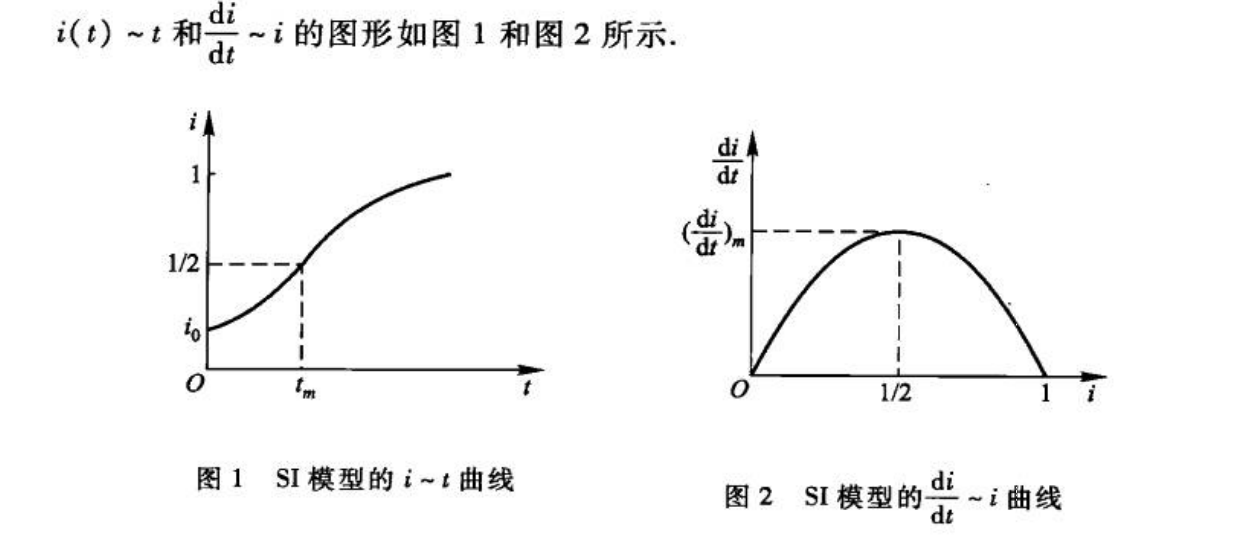 i(t) ~ t 和 di/dt ~ i 的图形如图 1 和图 2 所示.
i
1
1/2
i₀
O
tₘ
t
图 1 SI 模型的 i ~ t 曲线
di/dt
(di/dt)ₘ
O
1/2
1
i
图 2 SI 模型的 di/dt ~ i 曲线